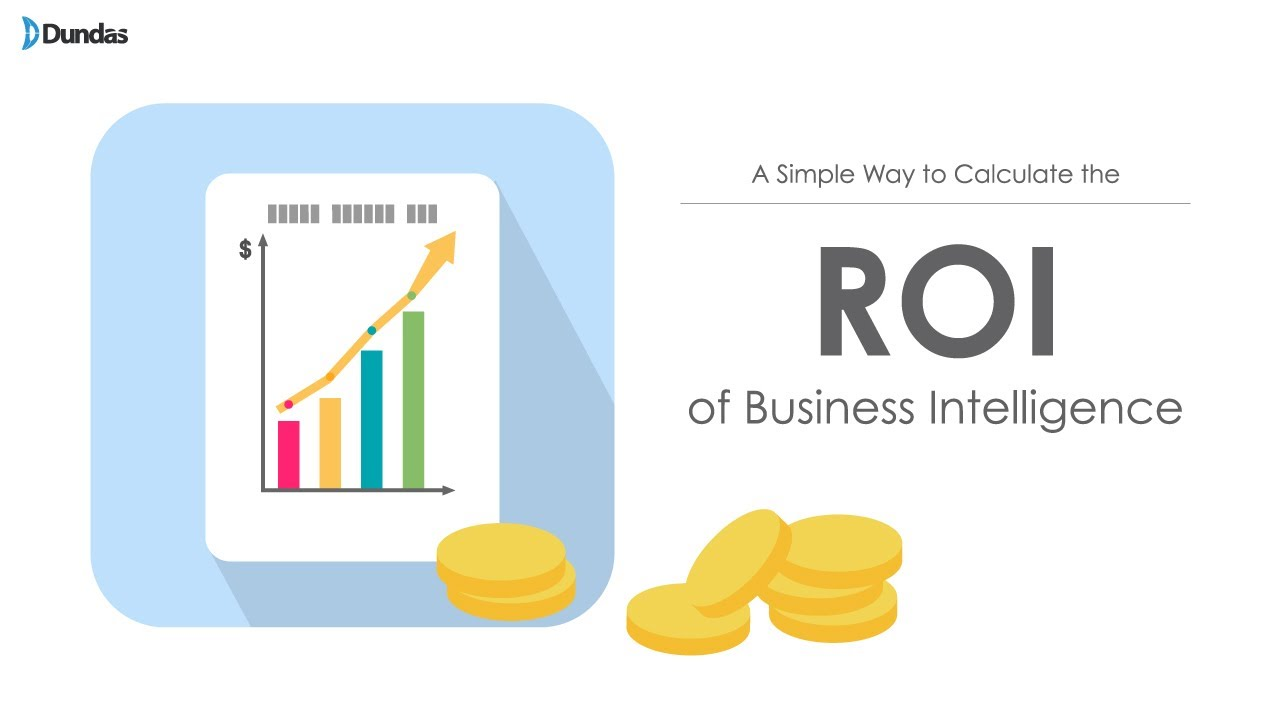 Dundas
A Simple Way to Calculate the
ROI
of Business Intelligence
$